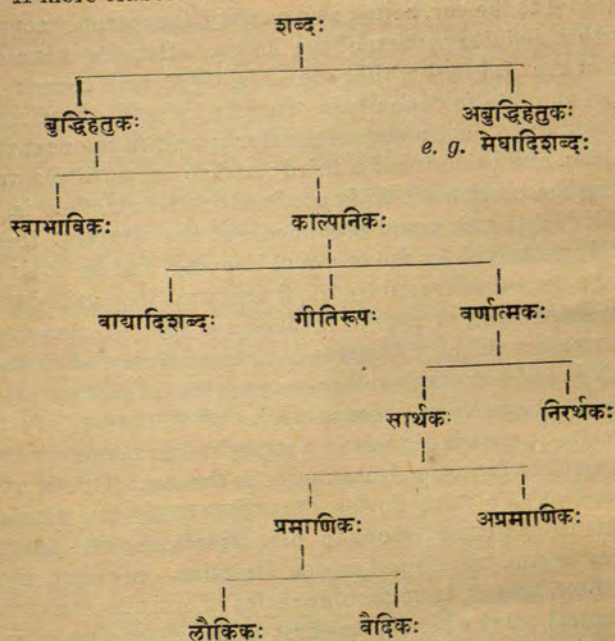 शब्दः
बुद्धिहेतुकः अबुद्धिहेतुकः
e. g. मेघादिशब्दः
स्वाभाविकः काल्पनिकः
वाद्यादिशब्दः गीतिरूपः वर्णात्मकः
सार्थकः निरर्थकः
प्रमाणिकः अप्रमाणिकः
लौकिकः वैदिकः